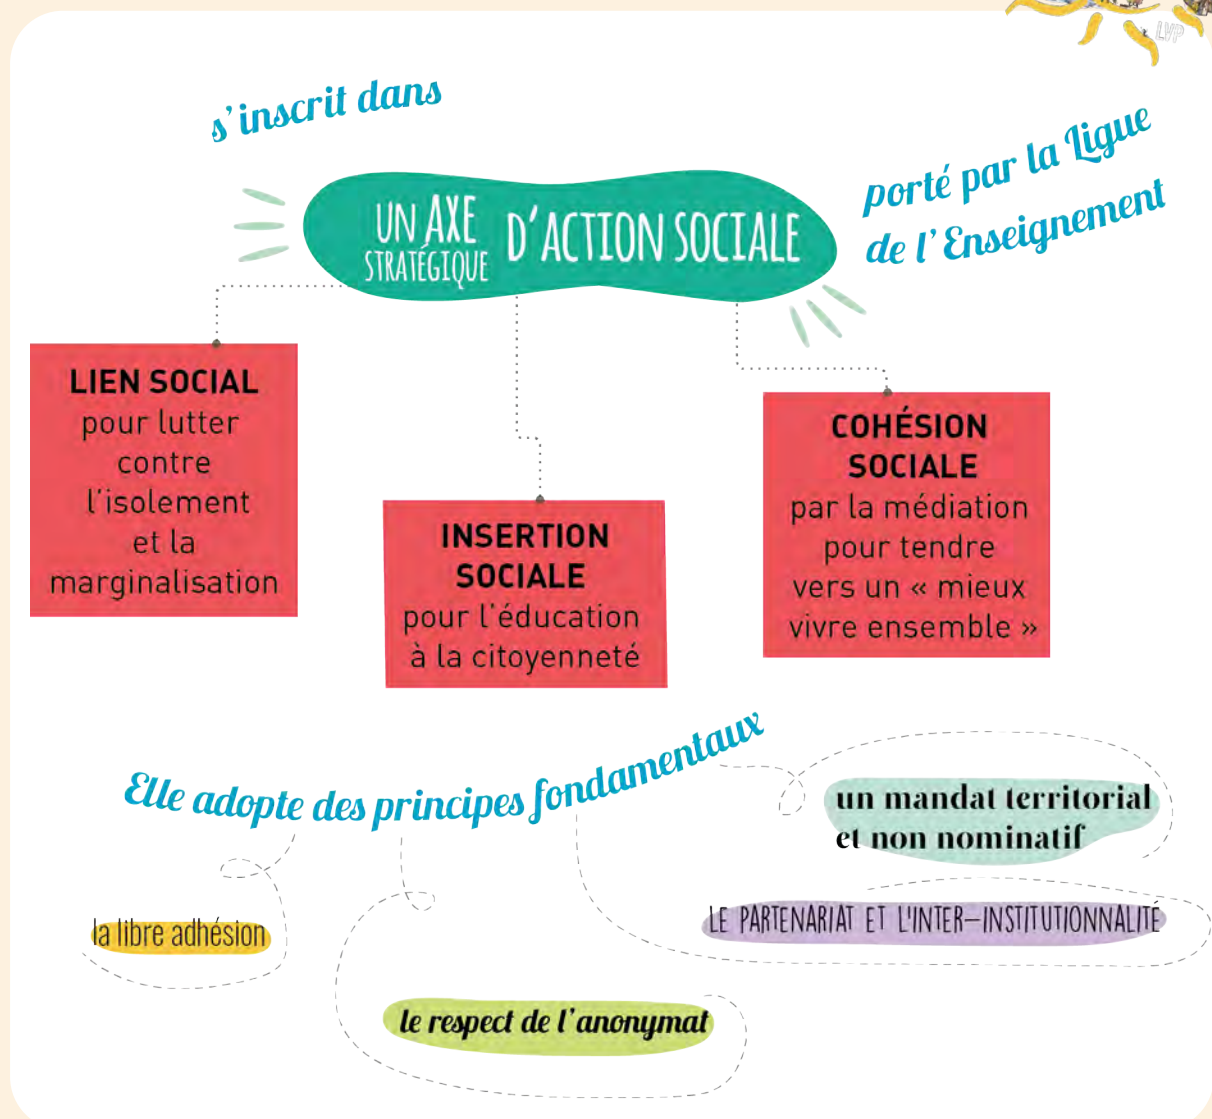 LVP
s'inscrit dans
porté par la Ligue
de l'Enseignement
UN AXE
STRATÉGIQUE
D'ACTION SOCIALE
LIEN SOCIAL
pour lutter
contre
l'isolement
et la
marginalisation
INSERTION
SOCIALE
pour l'éducation
à la citoyenneté
COHÉSION
SOCIALE
par la médiation
pour tendre
vers un « mieux
vivre ensemble »
Elle adopte des principes fondamentaux
un mandat territorial
et non nominatif
LE PARTENARIAT ET L'INTER-INSTITUTIONNALITÉ
la libre adhésion
le respect de l'anonymat